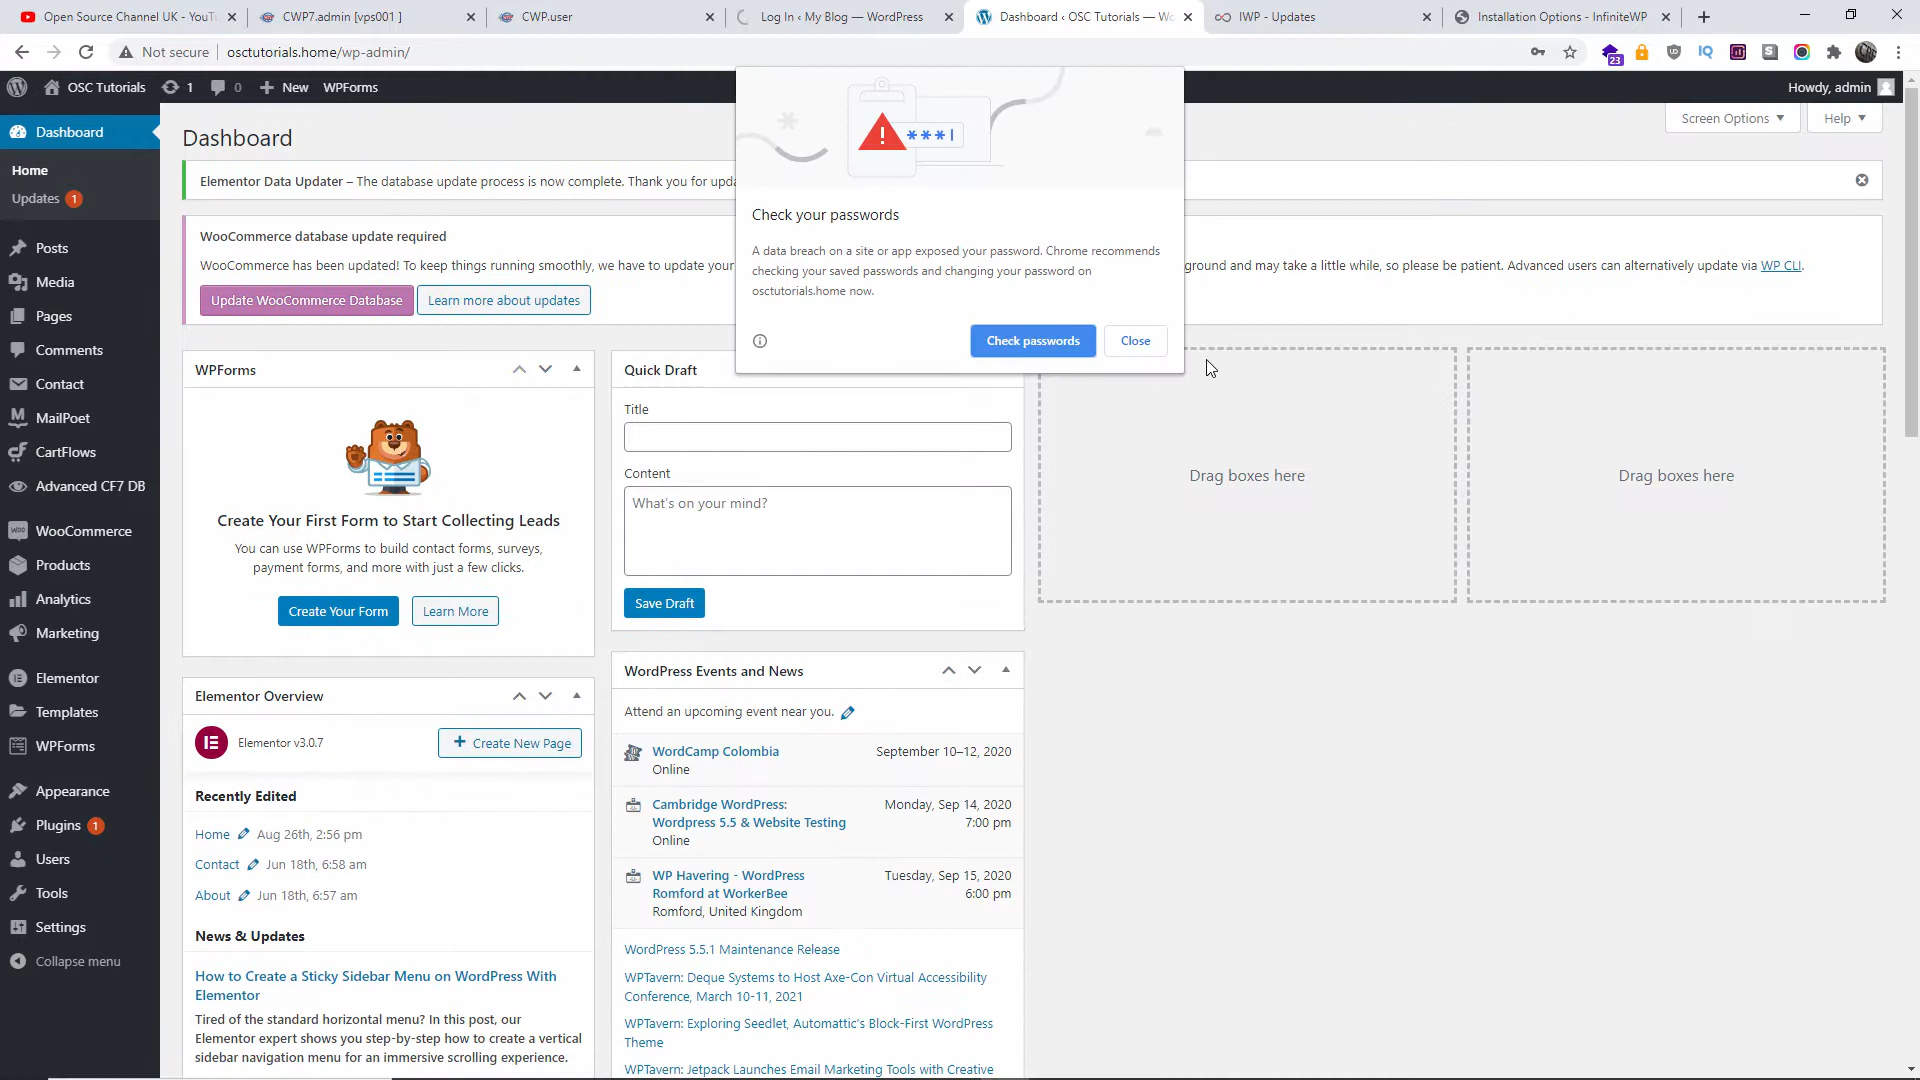 Open Source Channel UK - YouT
CWP7.admin [vps001 ]
CWP.user
Log In ‹ My Blog — WordPress
Dashboard ‹ OSC Tutorials — Wo
IWP - Updates
Installation Options - InfiniteWP
Not secure
osctutorials.home/wp-admin/
23
OSC Tutorials
1
0
New
WPForms
Howdy, admin
Dashboard
Home
Updates 1
Posts
Media
Pages
Comments
Contact
MailPoet
CartFlows
Advanced CF7 DB
WooCommerce
Products
Analytics
Marketing
Elementor
Templates
WPForms
Appearance
Plugins 1
Users
Tools
Settings
Collapse menu
Dashboard
Screen Options
Help
Elementor Data Updater – The database update process is now complete. Thank you for upda
WooCommerce database update required
WooCommerce has been updated! To keep things running smoothly, we have to update your
ground and may take a little while, so please be patient. Advanced users can alternatively update via WP CLI.
Update WooCommerce Database
Learn more about updates
***|
Check your passwords
A data breach on a site or app exposed your password. Chrome recommends
checking your saved passwords and changing your password on
osctutorials.home now.
Check passwords
Close
WPForms
Create Your First Form to Start Collecting Leads
You can use WPForms to build contact forms, surveys,
payment forms, and more with just a few clicks.
Create Your Form
Learn More
Elementor Overview
Elementor v3.0.7
Create New Page
Recently Edited
Home Aug 26th, 2:56 pm
Contact Jun 18th, 6:58 am
About Jun 18th, 6:57 am
News & Updates
How to Create a Sticky Sidebar Menu on WordPress With
Elementor
Tired of the standard horizontal menu? In this post, our
Elementor expert shows you step-by-step how to create a vertical
sidebar navigation menu for an immersive scrolling experience.
Quick Draft
Title
Content
What's on your mind?
Save Draft
WordPress Events and News
Attend an upcoming event near you.
WordCamp Colombia
Online
September 10–12, 2020
Cambridge WordPress:
Wordpress 5.5 & Website Testing
Online
Monday, Sep 14, 2020
7:00 pm
WP Havering - WordPress
Romford at WorkerBee
Romford, United Kingdom
Tuesday, Sep 15, 2020
6:00 pm
WordPress 5.5.1 Maintenance Release
WPTavern: Deque Systems to Host Axe-Con Virtual Accessibility
Conference, March 10-11, 2021
WPTavern: Exploring Seedlet, Automattic's Block-First WordPress
Theme
WPTavern: Jetpack Launches Email Marketing Tools with Creative
Drag boxes here
Drag boxes here